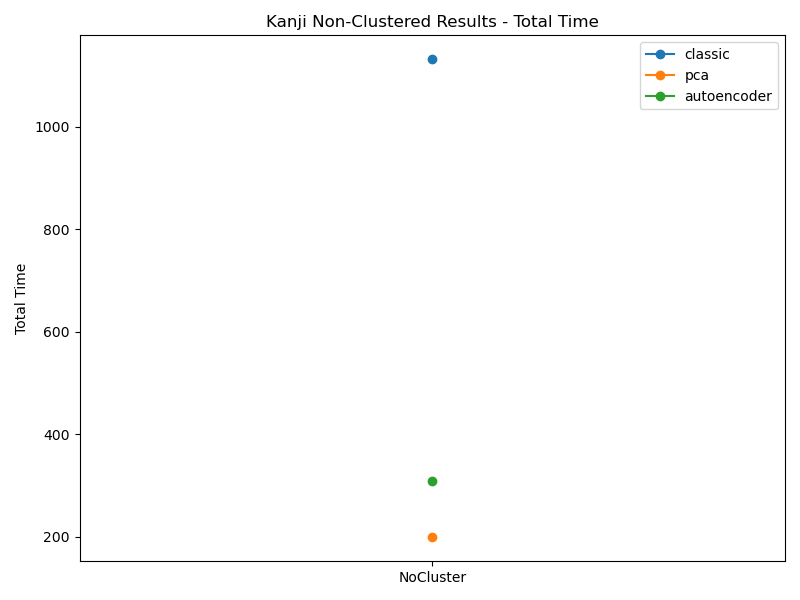 Kanji Non-Clustered Results - Total Time
classic
pca
autoencoder
1000
800
600
400
200
Total Time
NoCluster